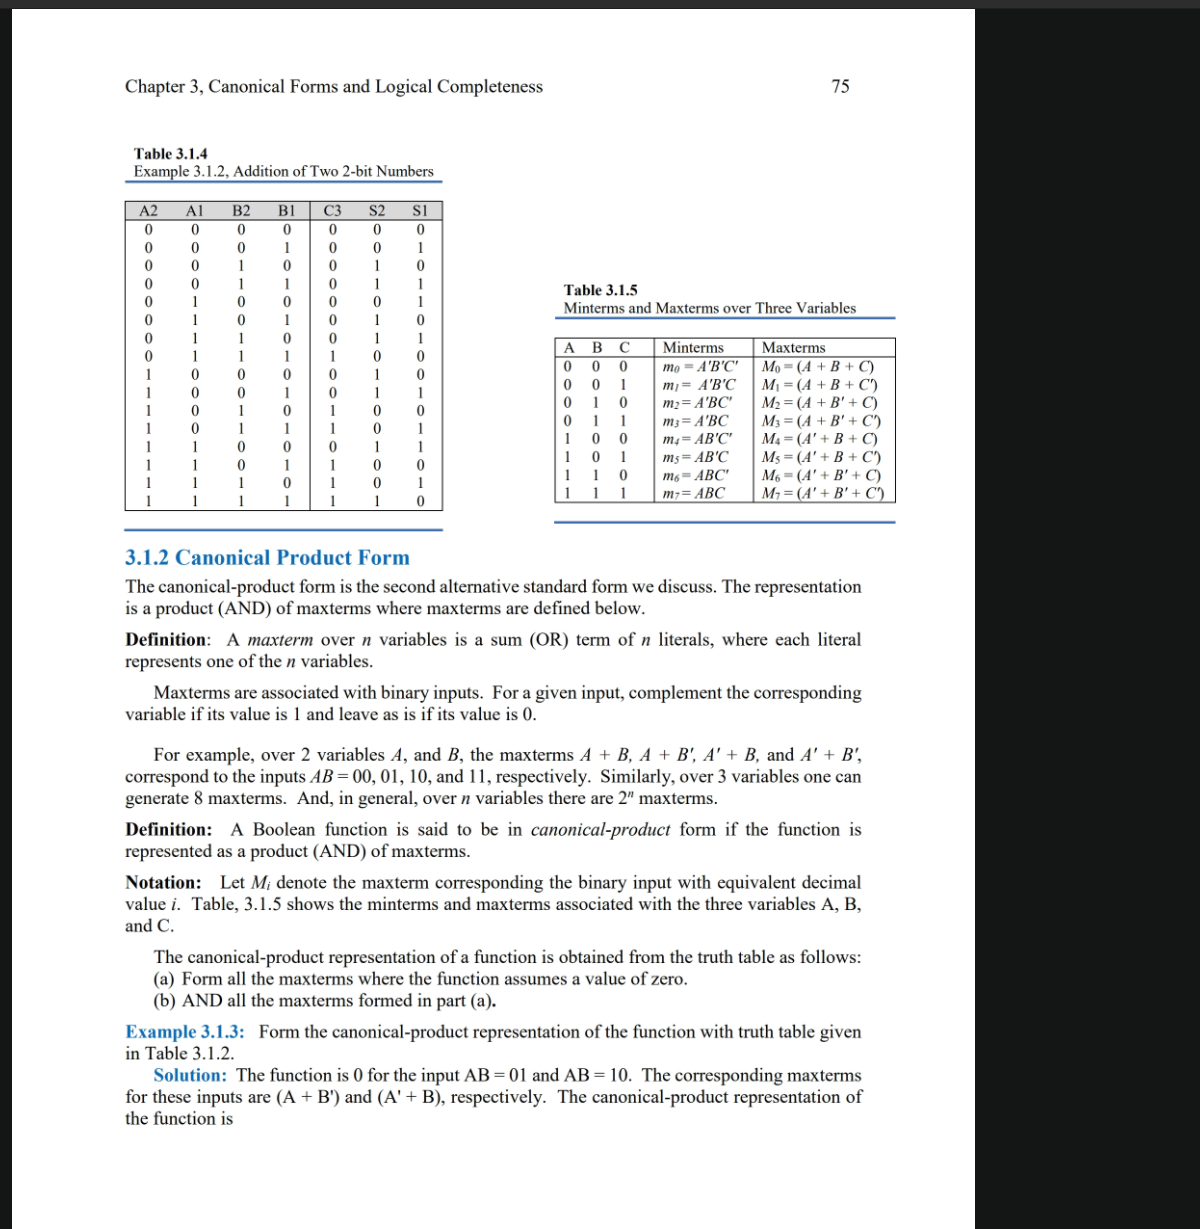 Chapter 3, Canonical Forms and Logical Completeness 75
Table 3.1.4
Example 3.1.2, Addition of Two 2-bit Numbers
A2 A1 B2 B1 C3 S2 S1
0 0 0 0 0 0 0
0 0 0 1 0 0 1
0 0 1 0 0 1 0
0 0 1 1 0 1 1
0 1 0 0 0 0 1
0 1 0 1 0 1 0
0 1 1 0 0 1 1
0 1 1 1 1 0 0
1 0 0 0 0 1 0
1 0 0 1 0 1 1
1 0 1 0 1 0 0
1 0 1 1 1 0 1
1 1 0 0 0 1 1
1 1 0 1 1 0 0
1 1 1 0 1 0 1
1 1 1 1 1 1 0
Table 3.1.5
Minterms and Maxterms over Three Variables
A B C Minterms Maxterms
0 0 0 m₀ = A'B'C' M₀ = (A + B + C)
0 0 1 m₁= A'B'C M₁ = (A + B + C')
0 1 0 m₂= A'BC' M₂ = (A + B' + C)
0 1 1 m₃= A'BC M₃ = (A + B' + C')
1 0 0 m₄= AB'C' M₄ = (A' + B + C)
1 0 1 m₅= AB'C M₅ = (A' + B + C')
1 1 0 m₆= ABC' M₆ = (A' + B' + C)
1 1 1 m₇= ABC M₇ = (A' + B' + C')
3.1.2 Canonical Product Form
The canonical-product form is the second alternative standard form we discuss. The representation
is a product (AND) of maxterms where maxterms are defined below.
Definition: A maxterm over n variables is a sum (OR) term of n literals, where each literal
represents one of the n variables.
Maxterms are associated with binary inputs. For a given input, complement the corresponding
variable if its value is 1 and leave as is if its value is 0.
For example, over 2 variables A, and B, the maxterms A + B, A + B', A' + B, and A' + B',
correspond to the inputs AB = 00, 01, 10, and 11, respectively. Similarly, over 3 variables one can
generate 8 maxterms. And, in general, over n variables there are 2ⁿ maxterms.
Definition: A Boolean function is said to be in canonical-product form if the function is
represented as a product (AND) of maxterms.
Notation: Let Mᵢ denote the maxterm corresponding the binary input with equivalent decimal
value i. Table, 3.1.5 shows the minterms and maxterms associated with the three variables A, B,
and C.
The canonical-product representation of a function is obtained from the truth table as follows:
(a) Form all the maxterms where the function assumes a value of zero.
(b) AND all the maxterms formed in part (a).
Example 3.1.3: Form the canonical-product representation of the function with truth table given
in Table 3.1.2.
Solution: The function is 0 for the input AB = 01 and AB = 10. The corresponding maxterms
for these inputs are (A + B') and (A' + B), respectively. The canonical-product representation of
the function is